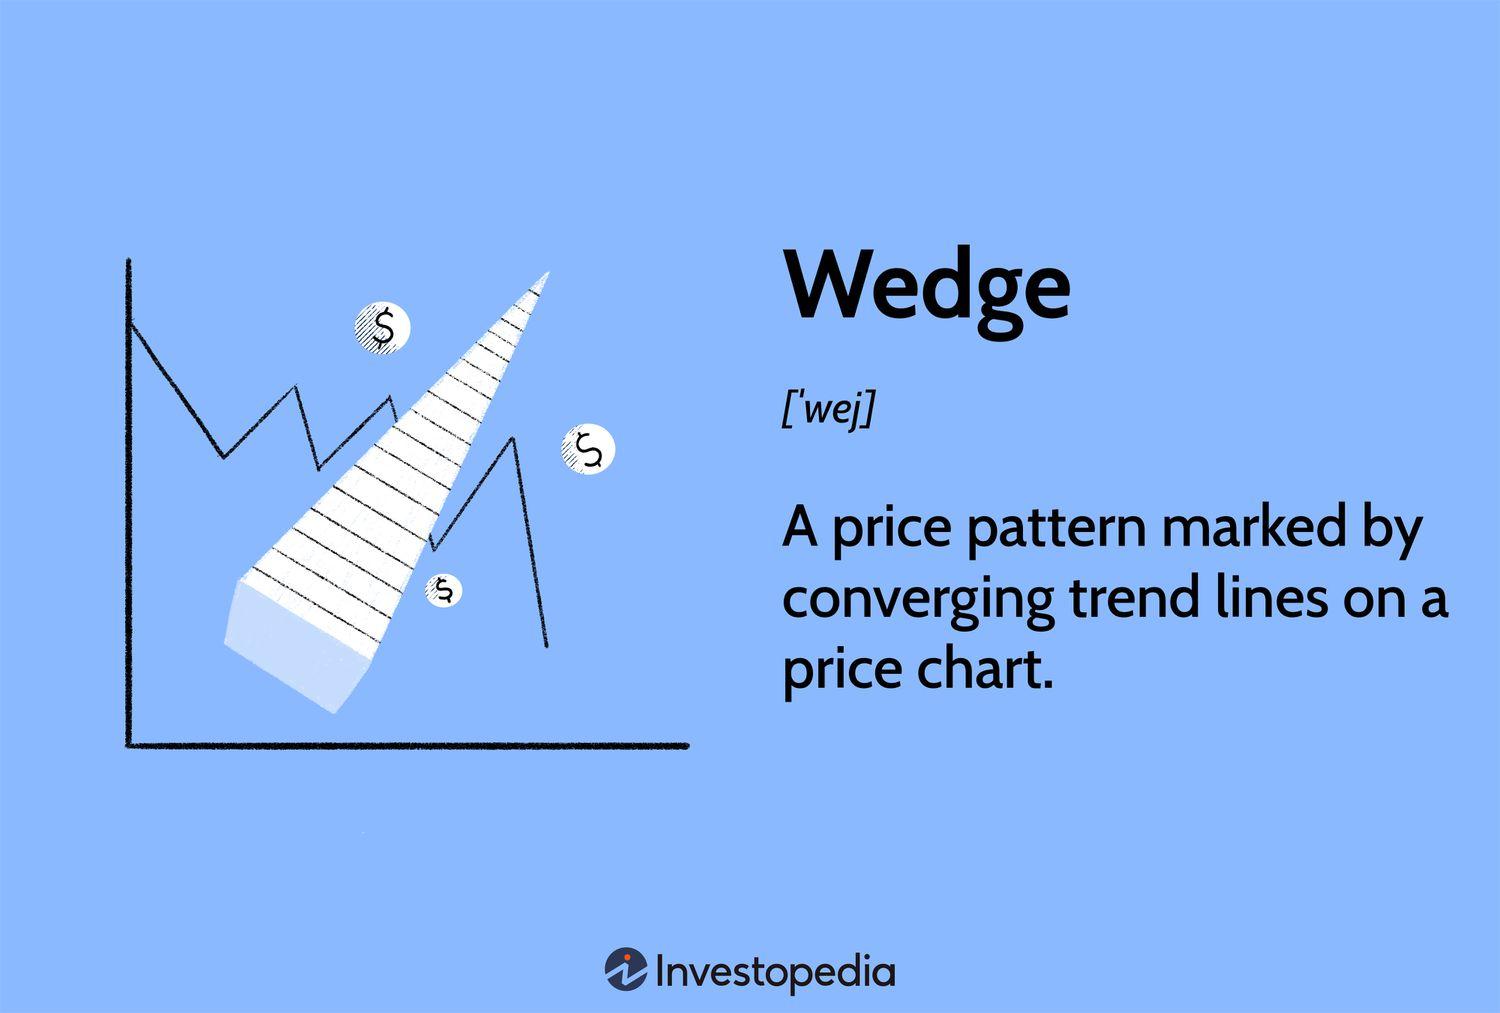 $
$
$
Wedge
['wej]
A price pattern marked by
converging trend lines on a
price chart.
Investopedia